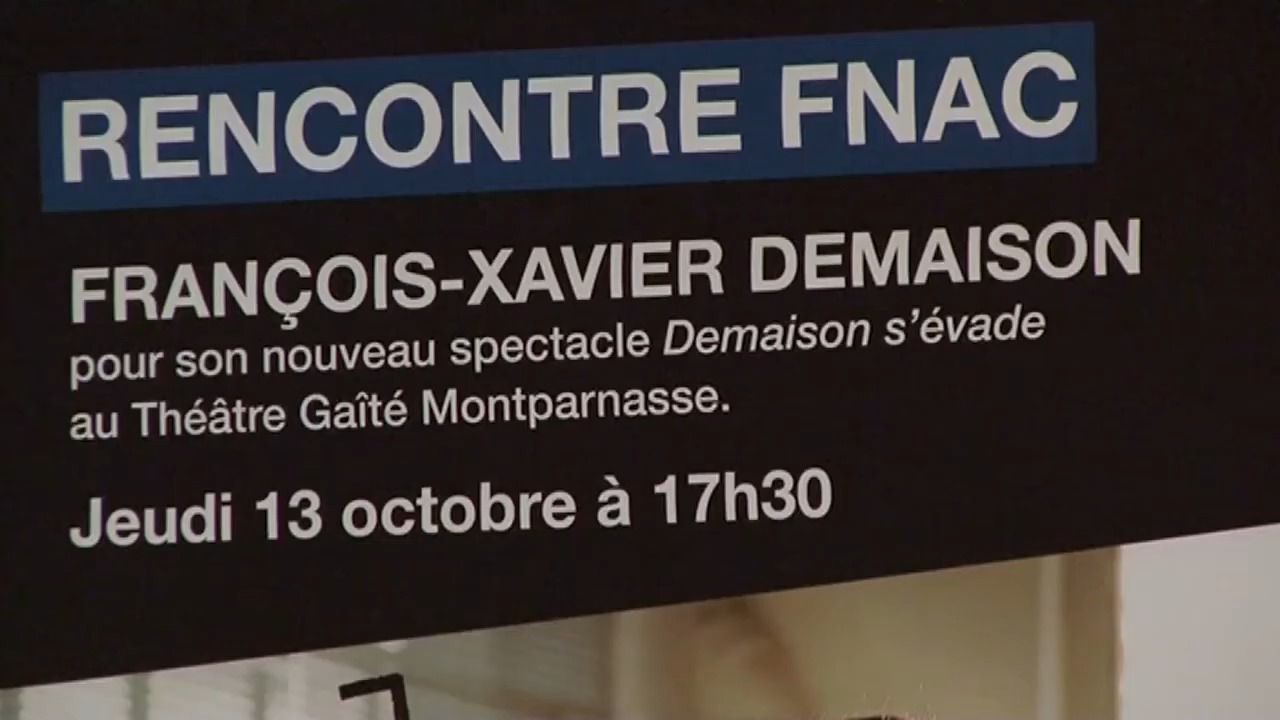 RENCONTRE FNAC
FRANÇOIS-XAVIER DEMAISON
pour son nouveau spectacle Demaison s'évade
au Théâtre Gaîté Montparnasse.
Jeudi 13 octobre à 17h30